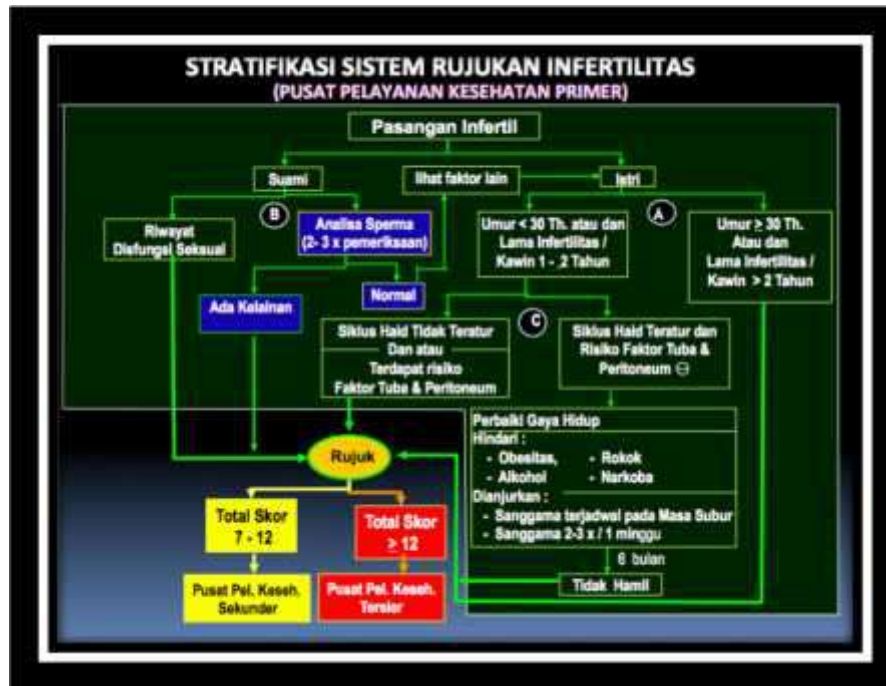 STRATIFIKASI SISTEM RUJUKAN INFERTILITAS
(PUSAT PELAYANAN KESEHATAN PRIMER)
Pasangan Infertil
Suami
lihat faktor lain
Istri
B
A
Riwayat
Disfungsi Seksual
Analisa Sperma
(2- 3 x pemeriksaan)
Umur < 30 Th. atau dan
Lama Infertilitas /
Kawin 1 - 2 Tahun
Umur ≥ 30 Th.
Atau dan
Lama Infertilitas /
Kawin > 2 Tahun
Ada Kelainan
Normal
C
Siklus Haid Tidak Teratur
Dan atau
Terdapat risiko
Faktor Tuba & Peritoneum
Siklus Haid Teratur dan
Risiko Faktor Tuba &
Peritoneum ⊖
Perbaiki Gaya Hidup
Hindari :
- Obesitas, - Rokok
- Alkohol - Narkoba
Dianjurkan :
- Sanggama terjadwal pada Masa Subur
- Sanggama 2-3 x / 1 minggu
6 bulan
Tidak Hamil
Rujuk
Total Skor
7 - 12
Total Skor
≥ 12
Pusat Pel. Keseh.
Sekunder
Pusat Pel. Keseh.
Tersier